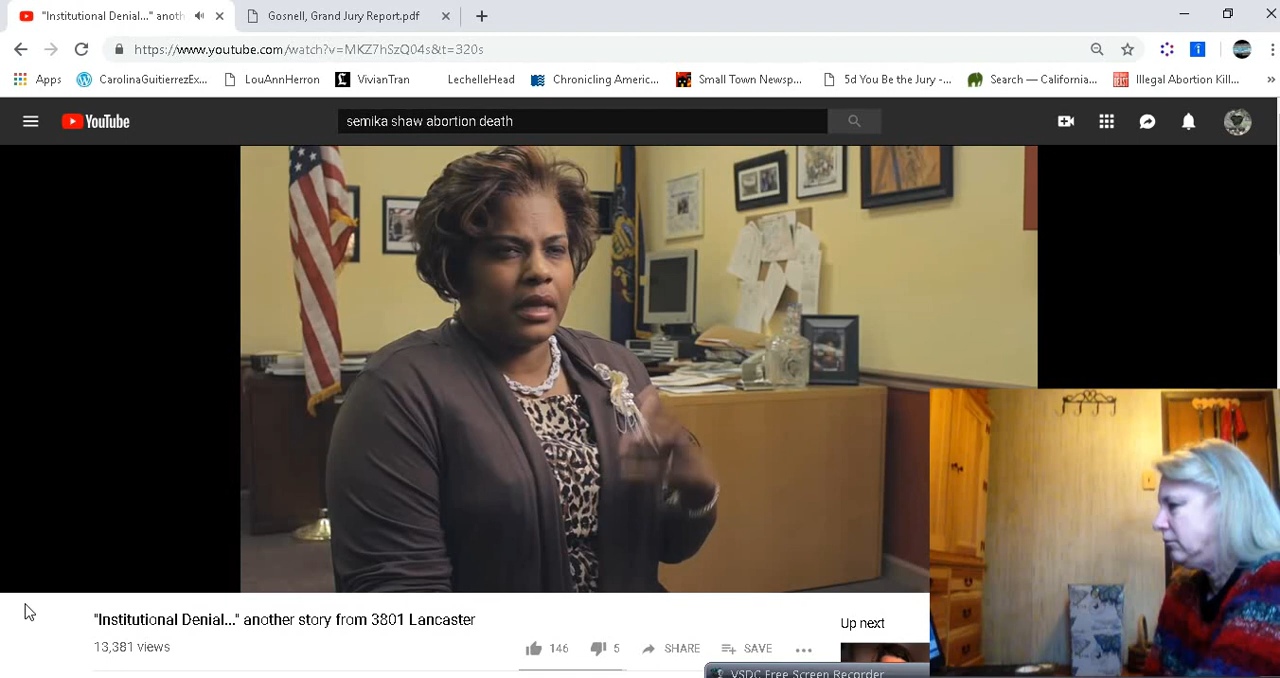 "Institutional Denial..." anoth
Gosnell, Grand Jury Report.pdf
https://www.youtube.com/watch?v=MKZ7hSzQ04s&t=320s
Apps
CarolinaGuitierrezEx...
LouAnnHerron
VivianTran
LechelleHead
Chronicling Americ...
Small Town Newsp...
5d You Be the Jury -...
Search — California...
Illegal Abortion Kill...
»
YouTube
semika shaw abortion death
"Institutional Denial..." another story from 3801 Lancaster
13,381 views
146
5
SHARE
SAVE
Up next
VSDC Free Screen Recorder